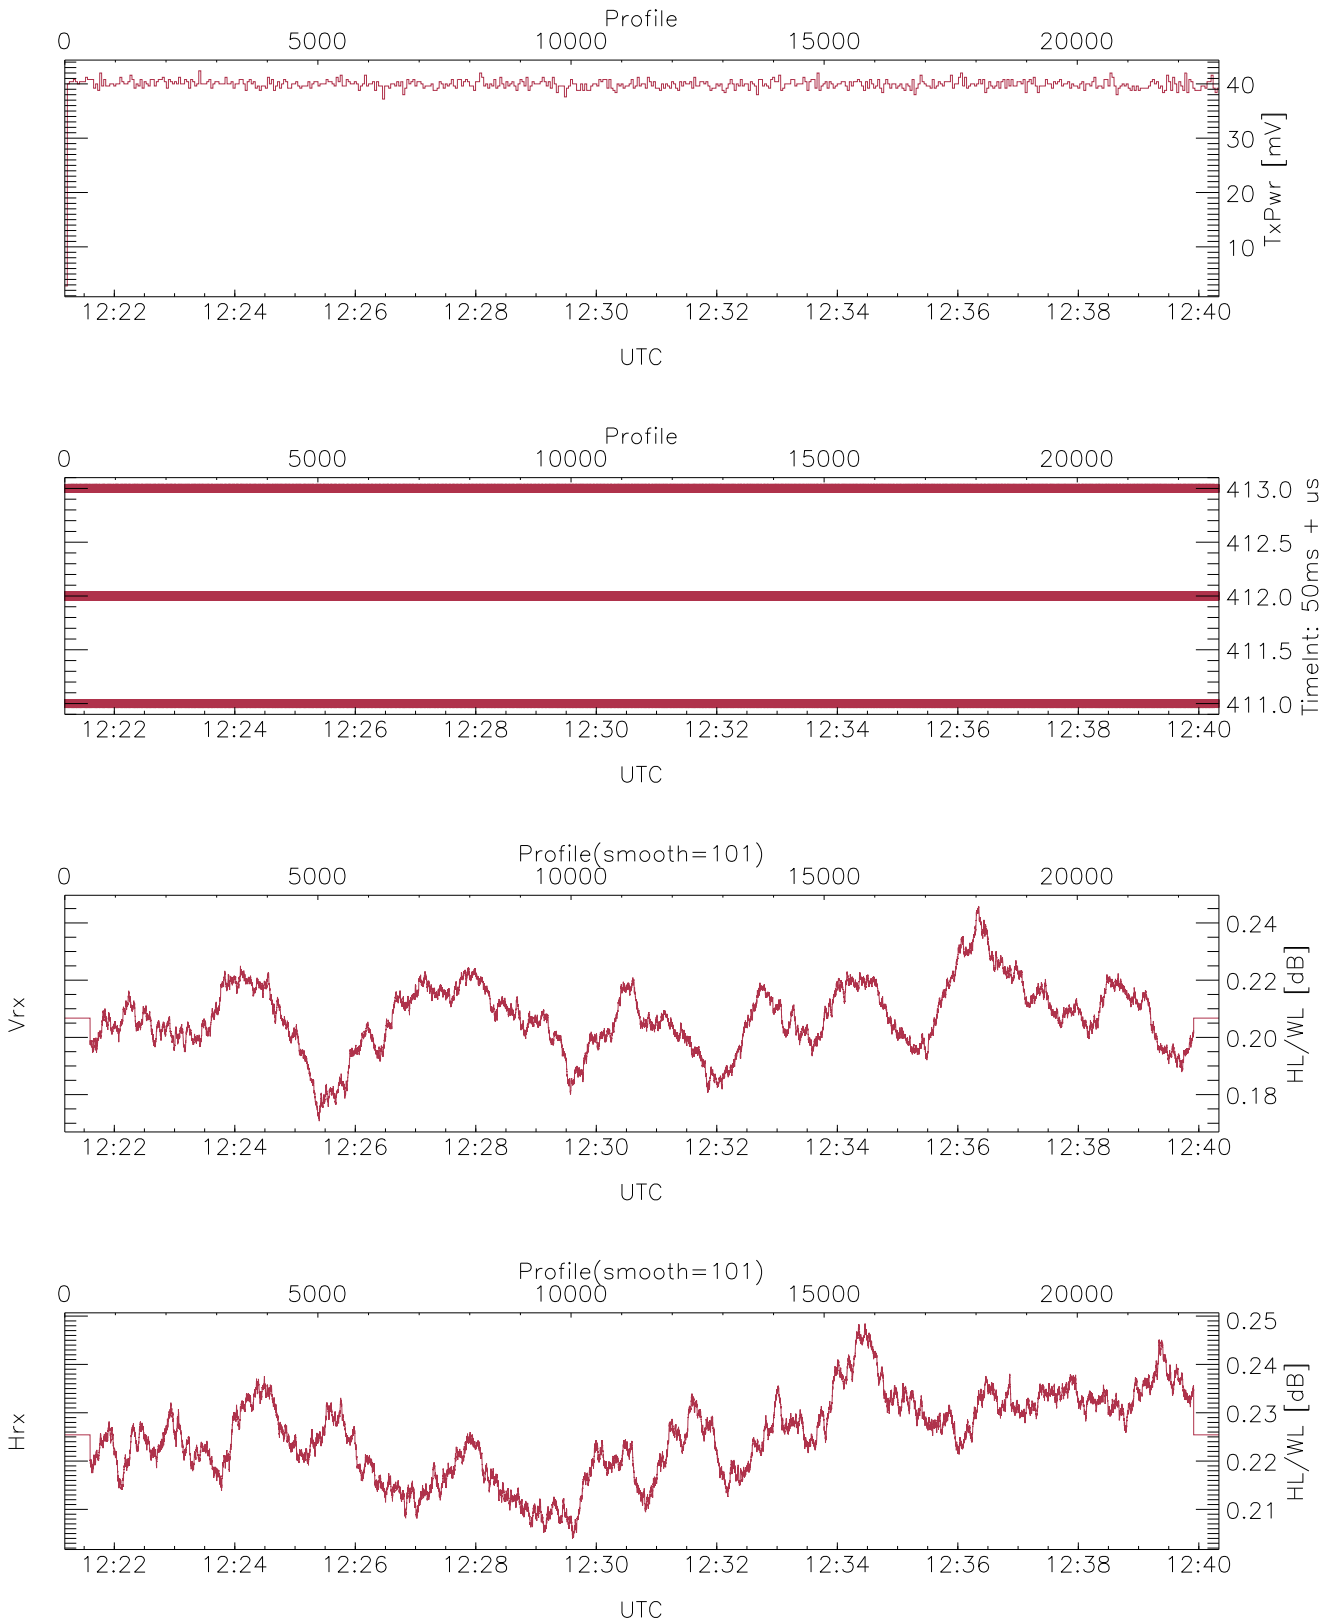 Profile
0 5000 10000 15000 20000
40
30
20
10
TxPwr [mV]
12:22 12:24 12:26 12:28 12:30 12:32 12:34 12:36 12:38 12:40
UTC
Profile
0 5000 10000 15000 20000
413.0
412.5
412.0
411.5
411.0
TimeInt: 50ms + us
12:22 12:24 12:26 12:28 12:30 12:32 12:34 12:36 12:38 12:40
UTC
Profile(smooth=101)
0 5000 10000 15000 20000
Vrx
0.24
0.22
0.20
0.18
HL/WL [dB]
12:22 12:24 12:26 12:28 12:30 12:32 12:34 12:36 12:38 12:40
UTC
Profile(smooth=101)
0 5000 10000 15000 20000
Hrx
0.25
0.24
0.23
0.22
0.21
HL/WL [dB]
12:22 12:24 12:26 12:28 12:30 12:32 12:34 12:36 12:38 12:40
UTC